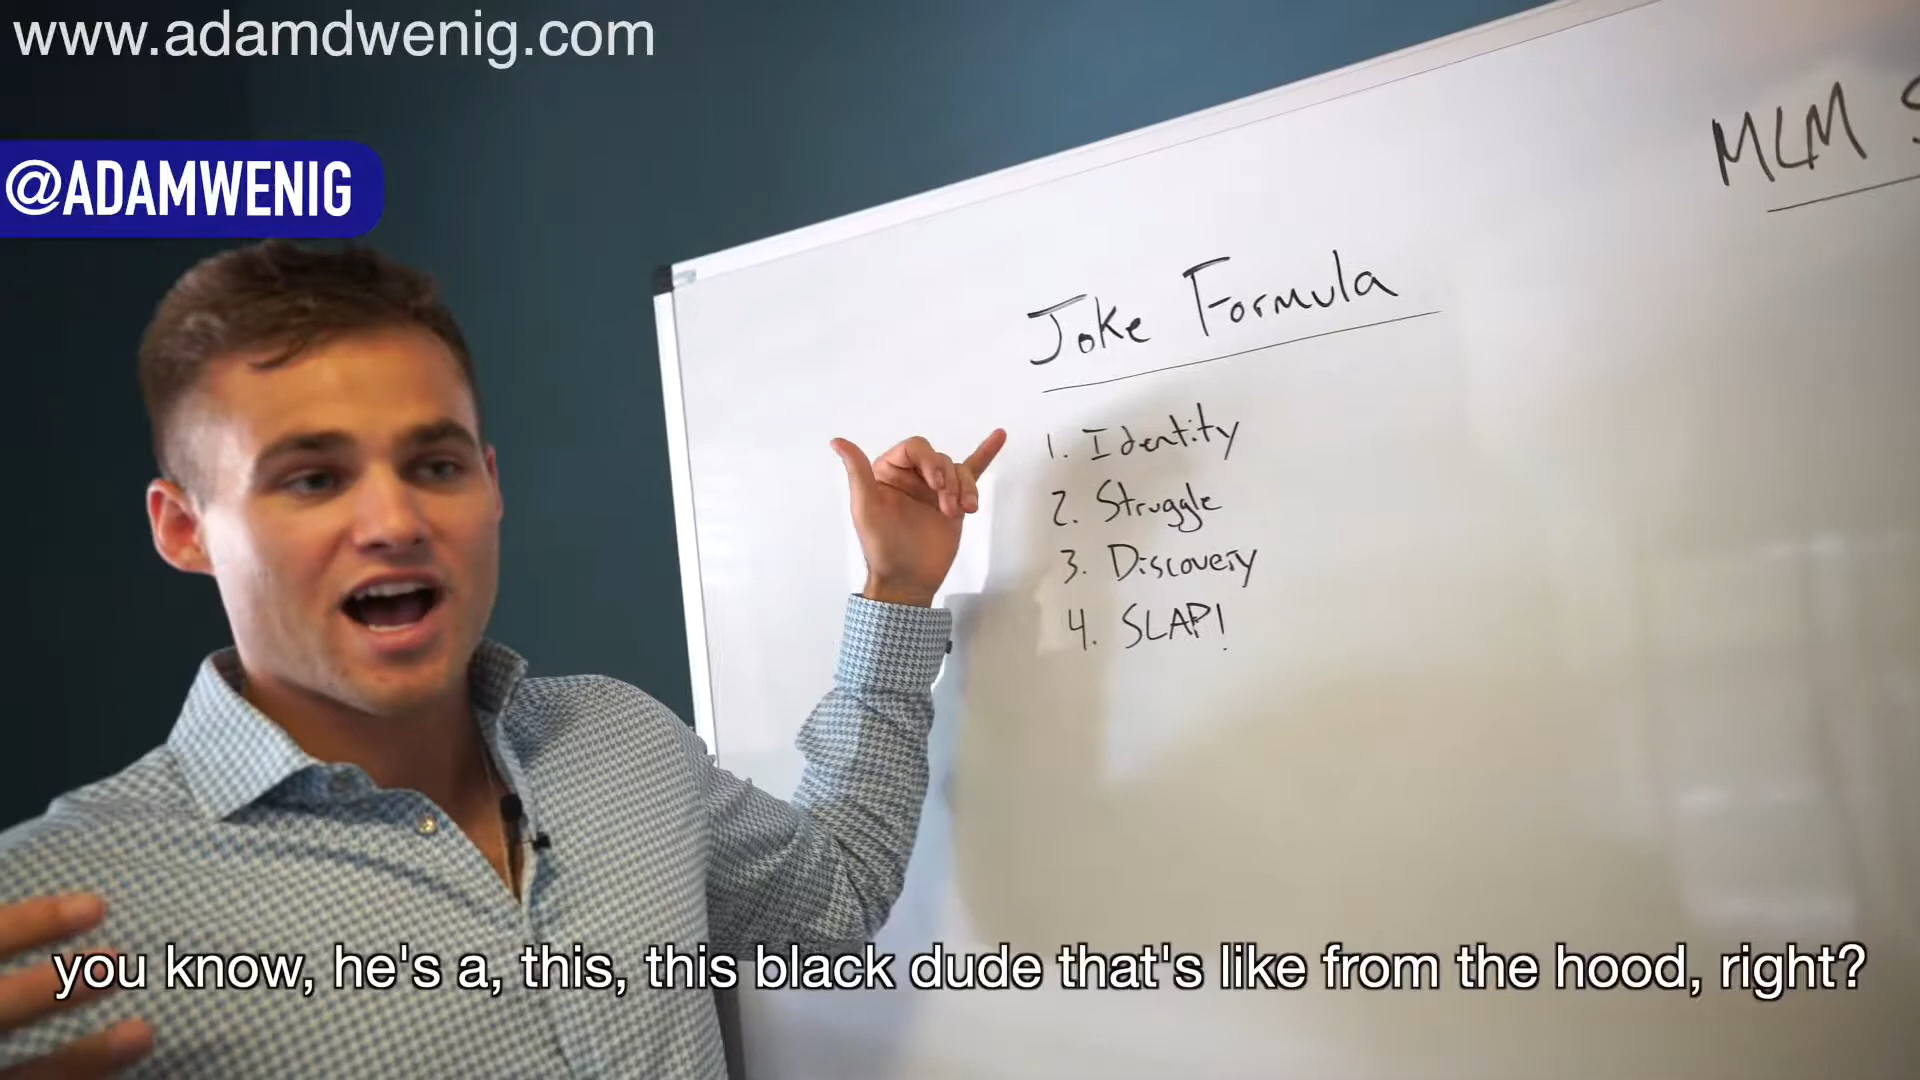 www.adamdwenig.com
@ADAMWENIG
MLM S
Joke Formula
1. Identity
2. Struggle
3. Discovery
4. SLAP!
you know, he's a, this, this black dude that's like from the hood, right?